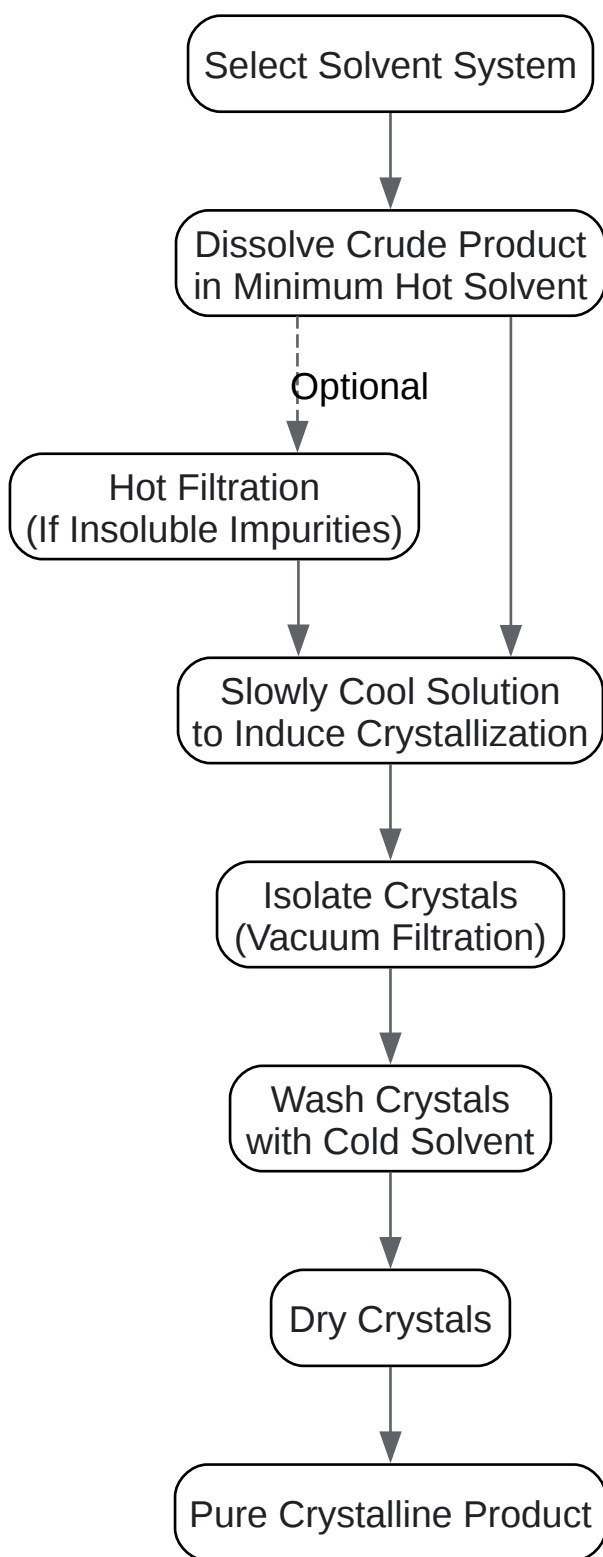 Select Solvent System
Dissolve Crude Product
in Minimum Hot Solvent
Optional
Hot Filtration
(If Insoluble Impurities)
Slowly Cool Solution
to Induce Crystallization
Isolate Crystals
(Vacuum Filtration)
Wash Crystals
with Cold Solvent
Dry Crystals
Pure Crystalline Product